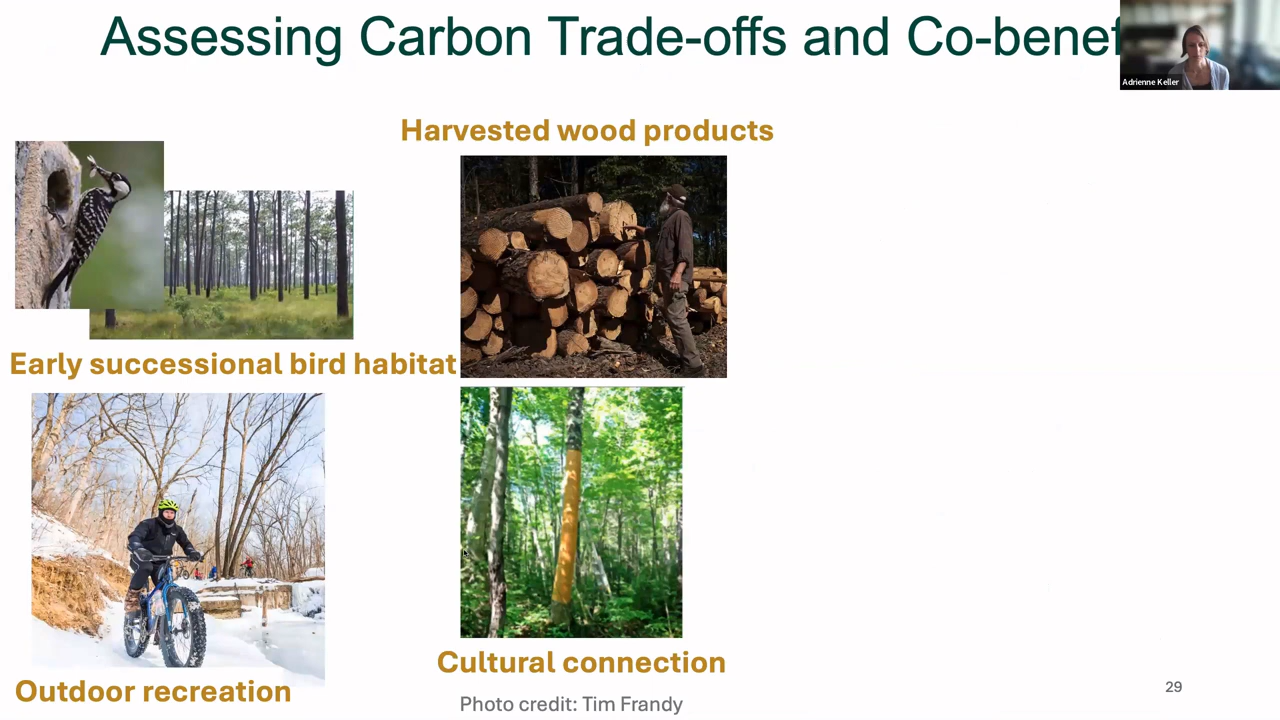 Assessing Carbon Trade-offs and Co-benef
Adrienne Keller
Harvested wood products
Early successional bird habitat
Cultural connection
Outdoor recreation
Photo credit: Tim Frandy
29